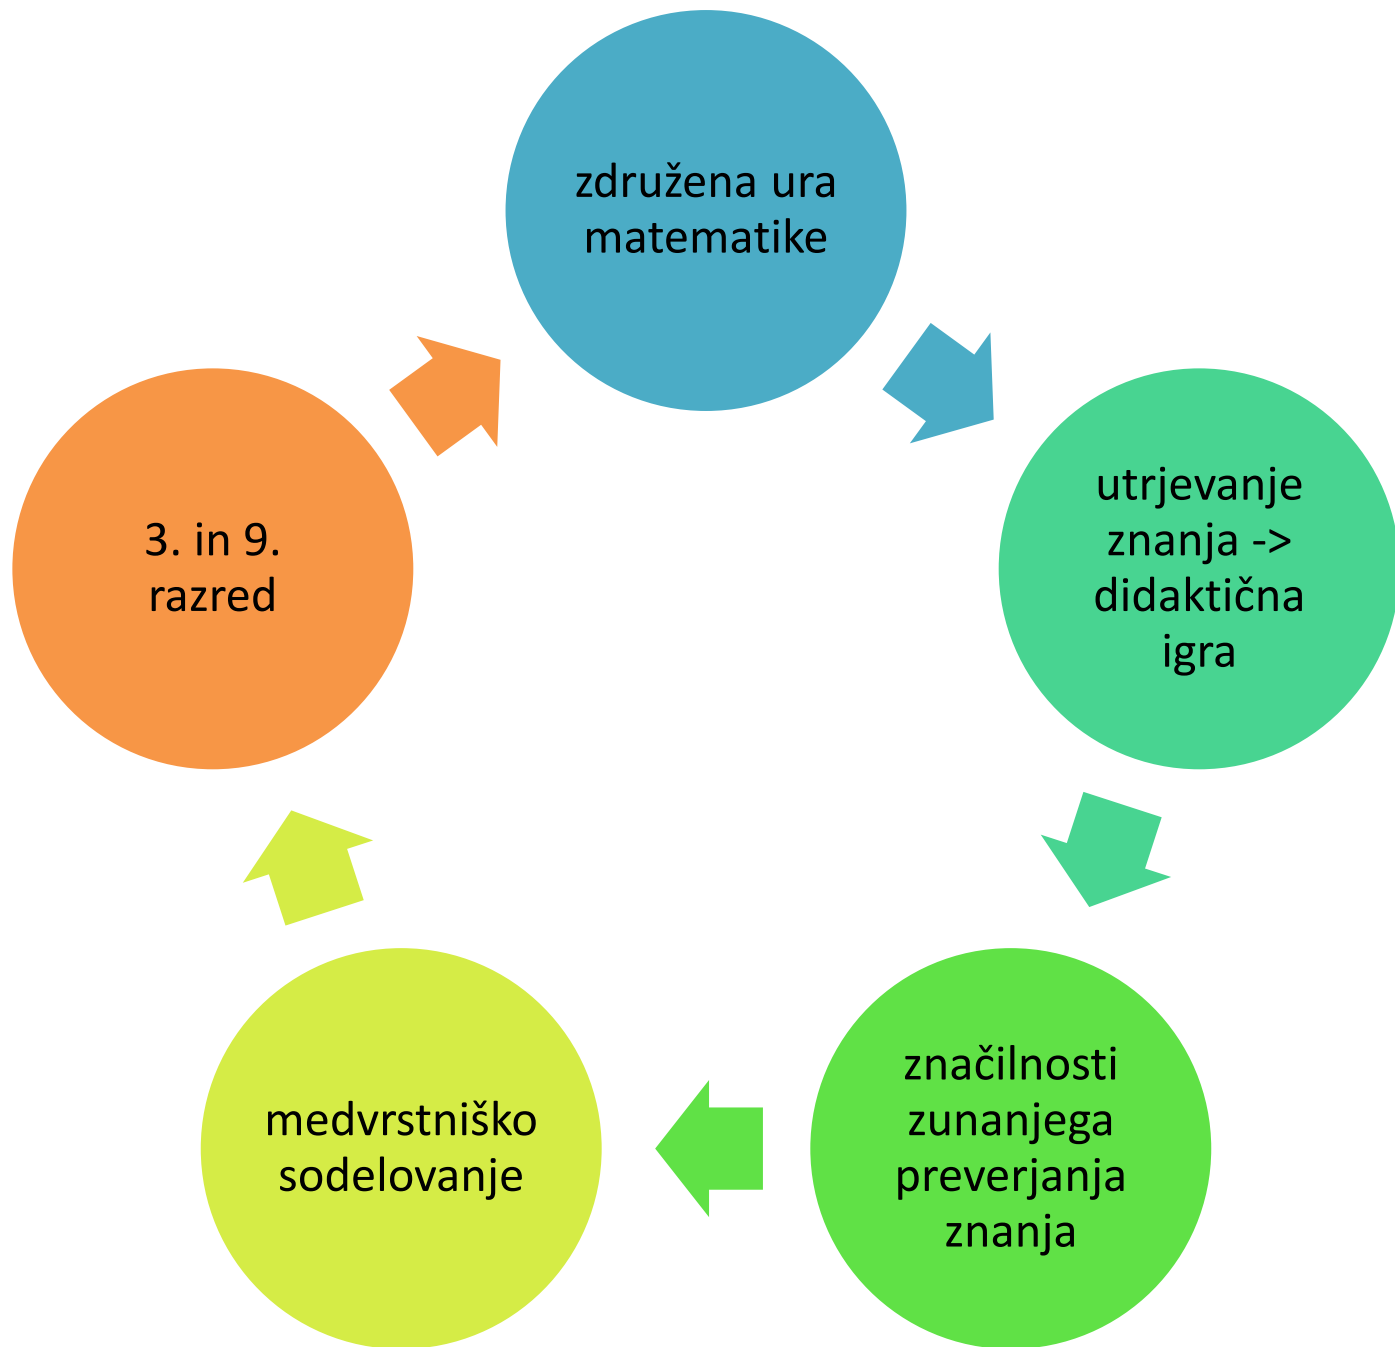 združena ura
matematike
utrjevanje
znanja ->
didaktična
igra
značilnosti
zunanjega
preverjanja
znanja
medvrstniško
sodelovanje
3. in 9.
razred